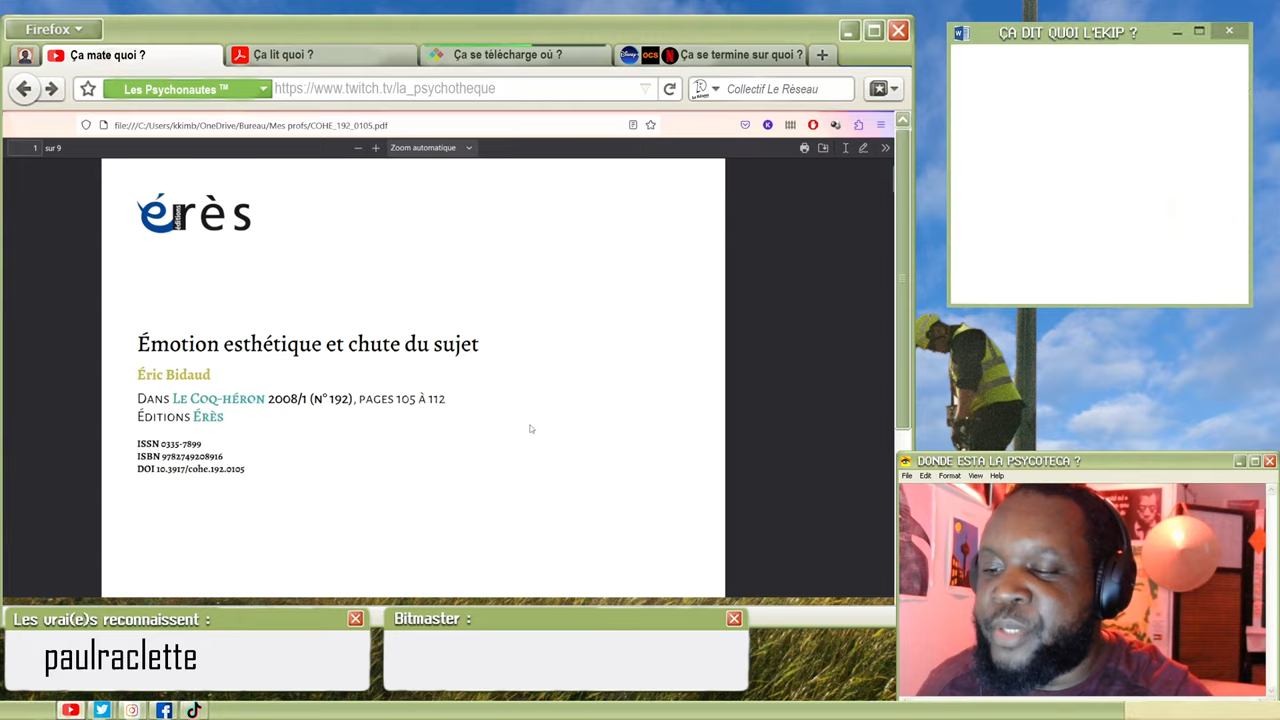 Firefox
ÇA DIT QUOI L'EKIP ?
Ça mate quoi ?
Ça lit quoi ?
Ça se télécharge où ?
Disney+ OCS N Ça se termine sur quoi ?
Les Psychonautes ™
https://www.twitch.tv/la_psychotheque
Collectif Le Réseau
file:///C:/Users/kkimb/OneDrive/Bureau/Mes profs/COHE_192_0105.pdf
1 sur 9
Zoom automatique
éditions érès
Émotion esthétique et chute du sujet
Éric Bidaud
Dans Le Coq-héron 2008/1 (n° 192), pages 105 à 112
Éditions Érès
ISSN 0335-7899
ISBN 9782749208916
DOI 10.3917/cohe.192.0105
DONDE ESTA LA PSYCOTECA ?
File Edit Format View Help
Les vrai(e)s reconnaissent :
paulraclette
Bitmaster :